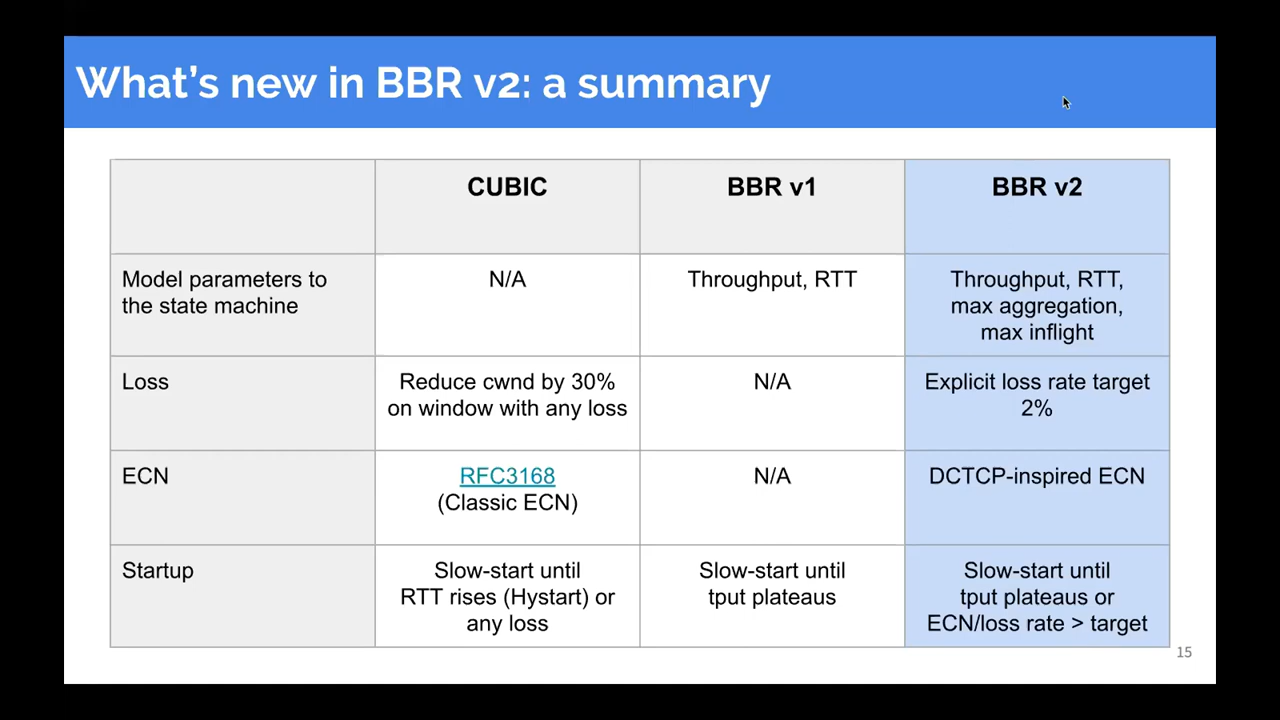 What's new in BBR v2: a summary
CUBIC
BBR v1
BBR v2
Model parameters to
the state machine
N/A
Throughput, RTT
Throughput, RTT,
max aggregation,
max inflight
Loss
Reduce cwnd by 30%
on window with any loss
N/A
Explicit loss rate target
2%
ECN
RFC3168
(Classic ECN)
N/A
DCTCP-inspired ECN
Startup
Slow-start until
RTT rises (Hystart) or
any loss
Slow-start until
tput plateaus
Slow-start until
tput plateaus or
ECN/loss rate > target
15